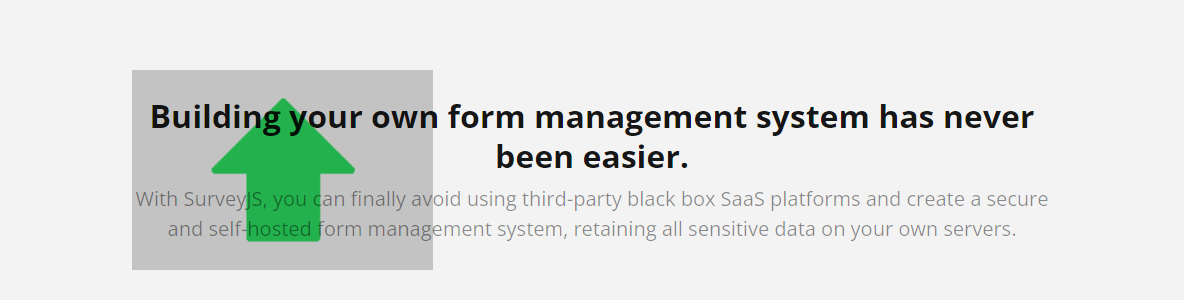 Building your own form management system has never
been easier.
With SurveyJS, you can finally avoid using third-party black box SaaS platforms and create a secure
and self-hosted form management system, retaining all sensitive data on your own servers.